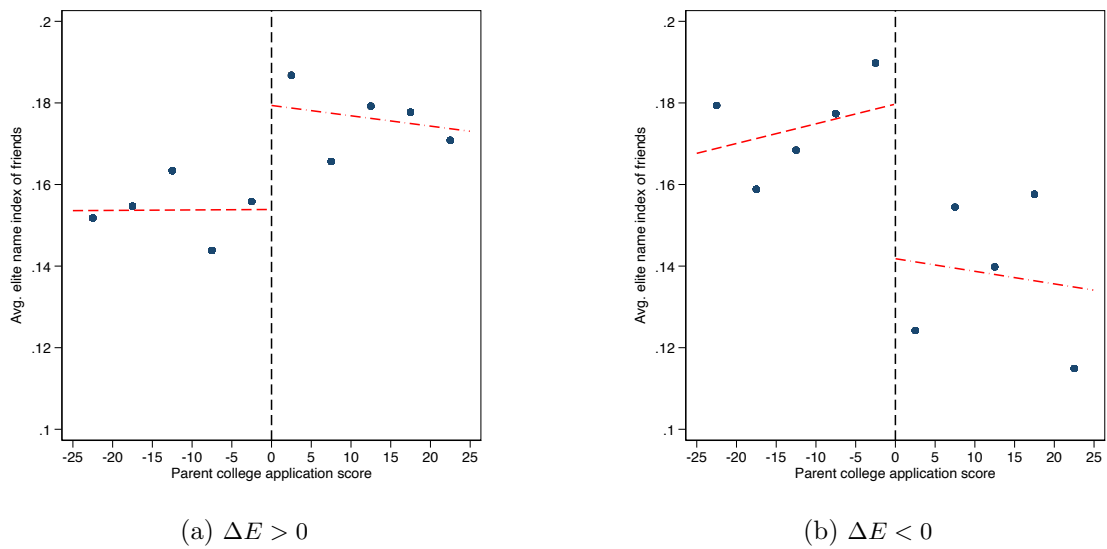 .2
.18
.16
.14
.12
.1
Avg. elite name index of friends
-25 -20 -15 -10 -5 0 5 10 15 20 25
Parent college application score
(a) ΔE > 0
.2
.18
.16
.14
.12
.1
Avg. elite name index of friends
-25 -20 -15 -10 -5 0 5 10 15 20 25
Parent college application score
(b) ΔE < 0